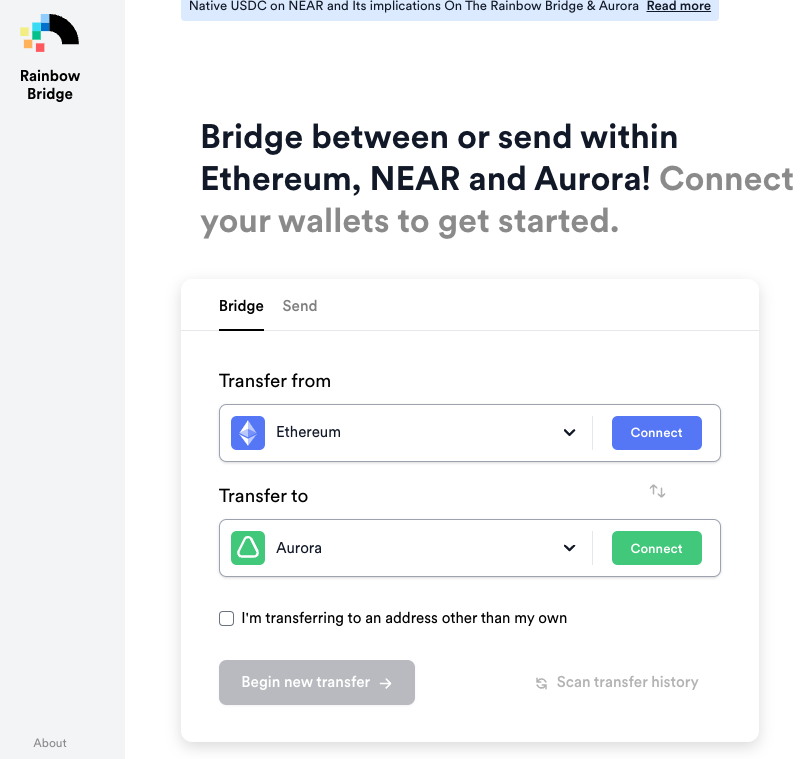 Native USDC on NEAR and Its implications On The Rainbow Bridge & Aurora Read more
Rainbow
Bridge
Bridge between or send within
Ethereum, NEAR and Aurora! Connect
your wallets to get started.
Bridge Send
Transfer from
Ethereum Connect
Transfer to
Aurora Connect
I'm transferring to an address other than my own
Begin new transfer → Scan transfer history
About